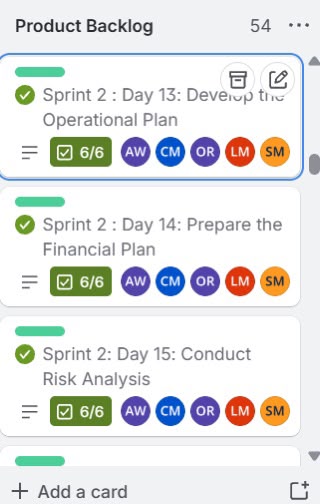 Product Backlog 54
Sprint 2 : Day 13: Develop the
Operational Plan
6/6 AW CM OR LM SM
Sprint 2 : Day 14: Prepare the
Financial Plan
6/6 AW CM OR LM SM
Sprint 2: Day 15: Conduct
Risk Analysis
6/6 AW CM OR LM SM
Add a card